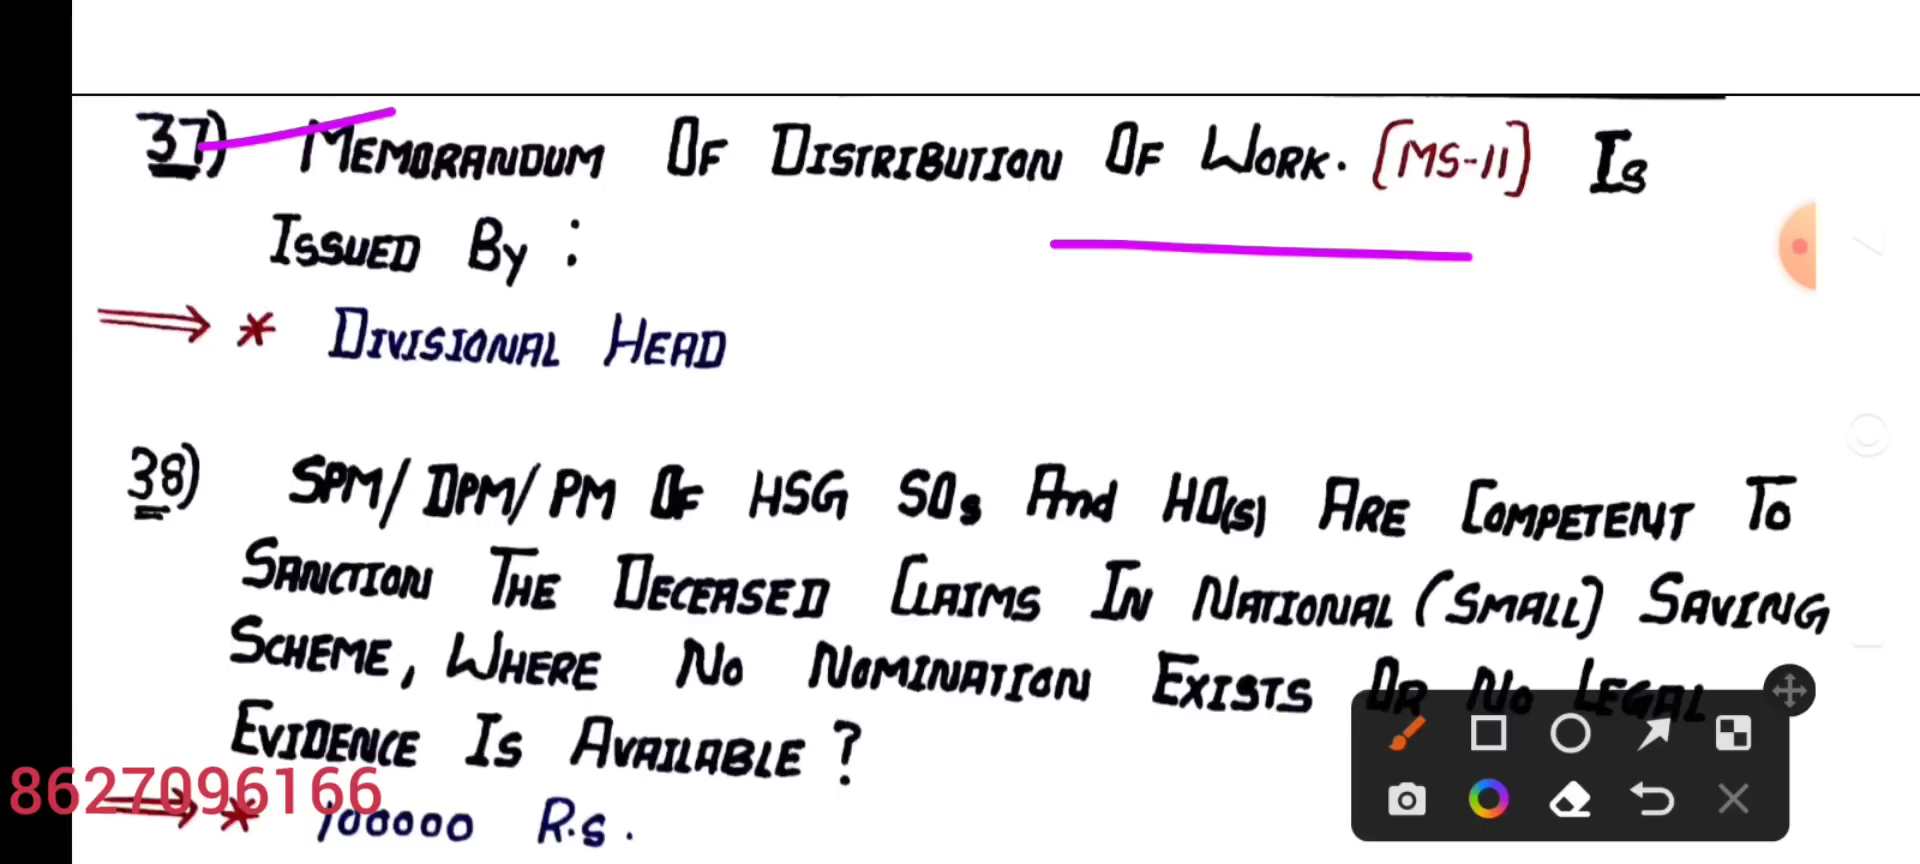 37) MEMORANDUM OF DISTRIBUTION OF WORK. [MS-11] IS
ISSUED BY :
* DIVISIONAL HEAD
38) SPM/ DPM/ PM OF HSG SOs And HO(s) ARE COMPETENT TO
SANCTION THE DECEASED CLAIMS IN NATIONAL (SMALL) SAVING
SCHEME, WHERE NO NOMINATION EXISTS OR NO LEGAL
EVIDENCE IS AVAILABLE ?
8627096166
* 100000 R.s .